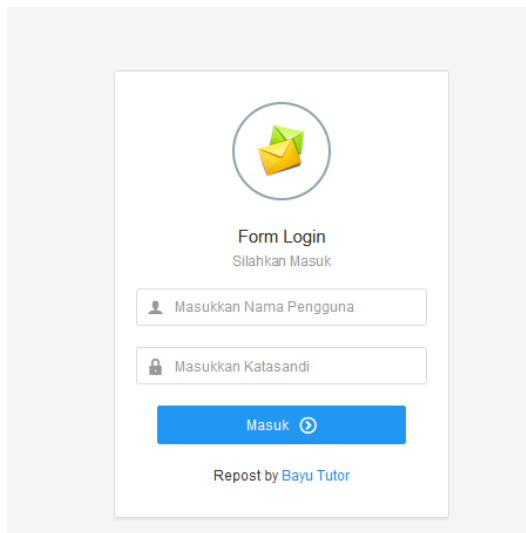 Form Login
Silahkan Masuk
Masukkan Nama Pengguna
Masukkan Katasandi
Masuk
Repost by Bayu Tutor